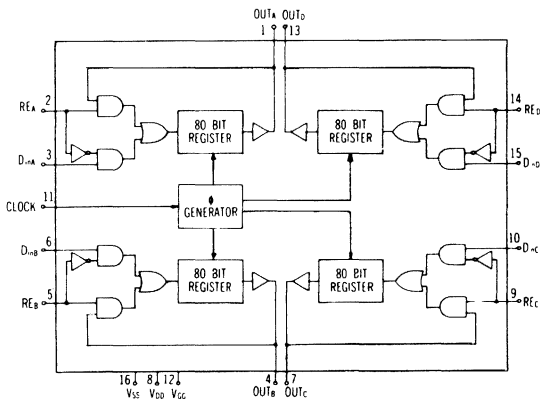 OUTA OUTD
1 13
2
REA
3
DINA
80 BIT
REGISTER
80 BIT
REGISTER
14
RED
15
DIND
11
CLOCK
ϕ
GENERATOR
6
DINB
5
REB
80 BIT
REGISTER
80 BIT
REGISTER
10
DINC
9
REC
16 8 12
VSS VDD VGG
4 7
OUTB OUTC